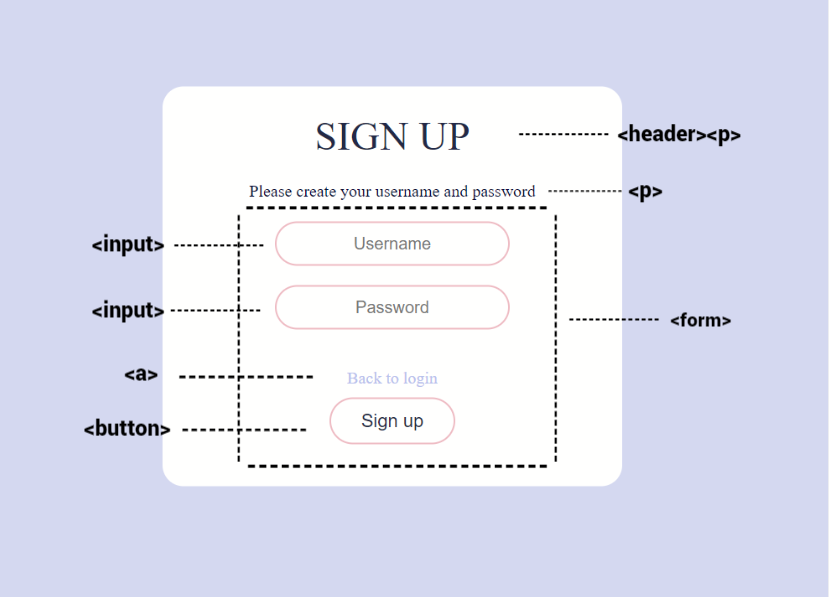 SIGN UP
<header><p>
Please create your username and password
<p>
<input>
Username
<input>
Password
<form>
<a>
Back to login
<button>
Sign up